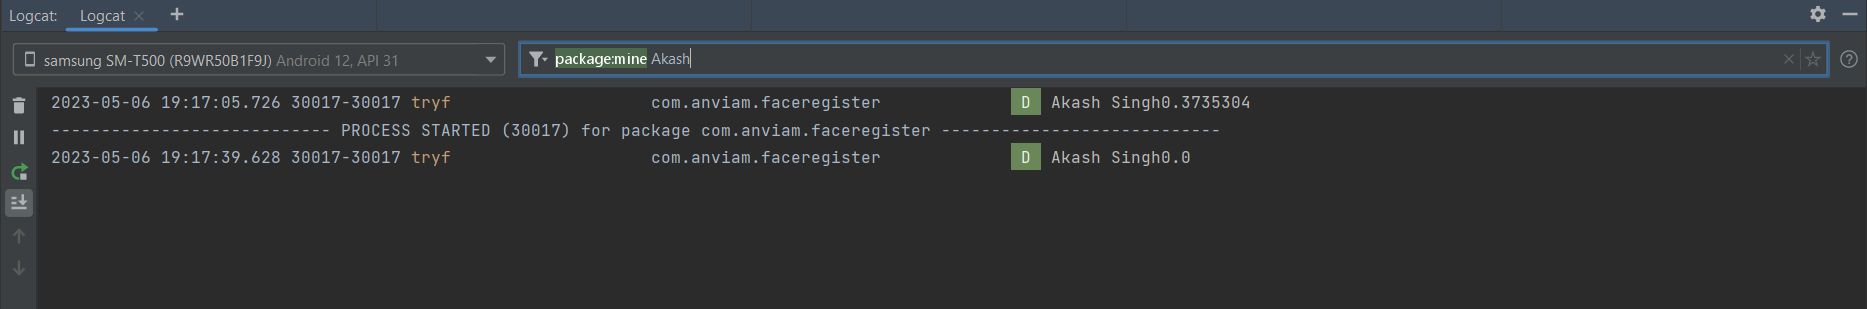 Logcat: Logcat
samsung SM-T500 (R9WR50B1F9J) Android 12, API 31 package:mine Akash
2023-05-06 19:17:05.726 30017-30017 tryf com.anviam.faceregister D Akash Singh0.3735304
---------------------------- PROCESS STARTED (30017) for package com.anviam.faceregister ----------------------------
2023-05-06 19:17:39.628 30017-30017 tryf com.anviam.faceregister D Akash Singh0.0